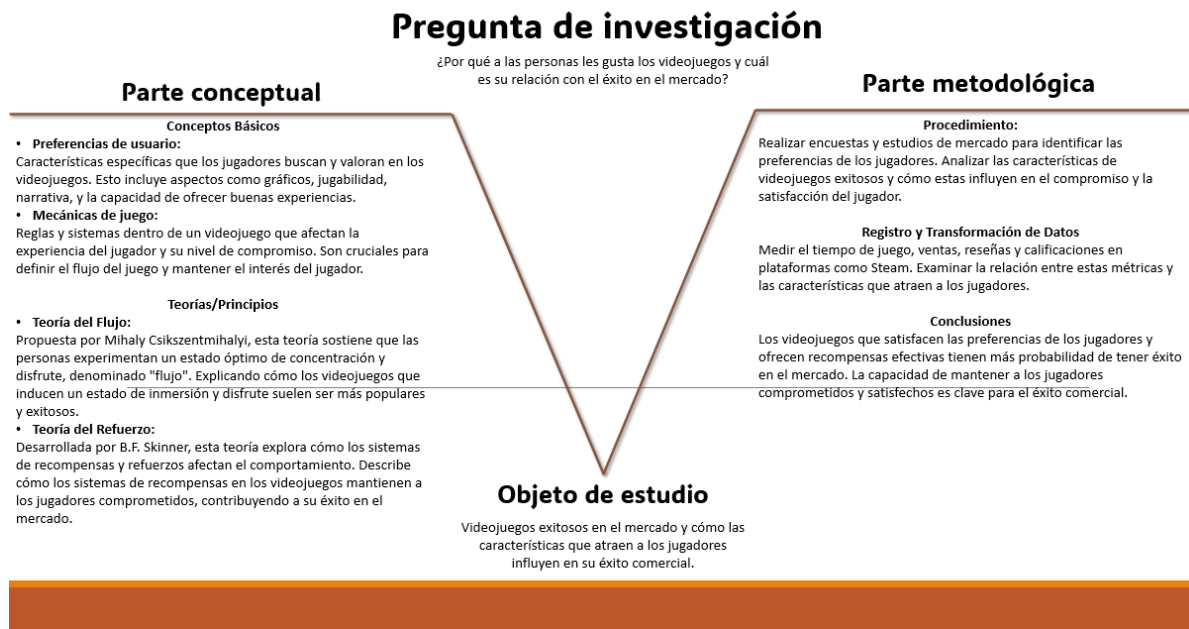 Pregunta de investigación
¿Por qué a las personas les gusta los videojuegos y cuál
es su relación con el éxito en el mercado?
Parte conceptual
Conceptos Básicos
• Preferencias de usuario:
Características específicas que los jugadores buscan y valoran en los
videojuegos. Esto incluye aspectos como gráficos, jugabilidad,
narrativa, y la capacidad de ofrecer buenas experiencias.
• Mecánicas de juego:
Reglas y sistemas dentro de un videojuego que afectan la
experiencia del jugador y su nivel de compromiso. Son cruciales para
definir el flujo del juego y mantener el interés del jugador.
Teorías/Principios
• Teoría del Flujo:
Propuesta por Mihaly Csikszentmihalyi, esta teoría sostiene que las
personas experimentan un estado óptimo de concentración y
disfrute, denominado "flujo". Explicando cómo los videojuegos que
inducen un estado de inmersión y disfrute suelen ser más populares
y exitosos.
• Teoría del Refuerzo:
Desarrollada por B.F. Skinner, esta teoría explora cómo los sistemas
de recompensas y refuerzos afectan el comportamiento. Describe
cómo los sistemas de recompensas en los videojuegos mantienen a
los jugadores comprometidos, contribuyendo a su éxito en el
mercado.
Parte metodológica
Procedimiento:
Realizar encuestas y estudios de mercado para identificar las
preferencias de los jugadores. Analizar las características de
videojuegos exitosos y cómo estas influyen en el compromiso y la
satisfacción del jugador.
Registro y Transformación de Datos
Medir el tiempo de juego, ventas, reseñas y calificaciones en
plataformas como Steam. Examinar la relación entre estas métricas y
las características que atraen a los jugadores.
Conclusiones
Los videojuegos que satisfacen las preferencias de los jugadores y
ofrecen recompensas efectivas tienen más probabilidad de tener éxito
en el mercado. La capacidad de mantener a los jugadores
comprometidos y satisfechos es clave para el éxito comercial.
Objeto de estudio
Videojuegos exitosos en el mercado y cómo las
características que atraen a los jugadores
influyen en su éxito comercial.